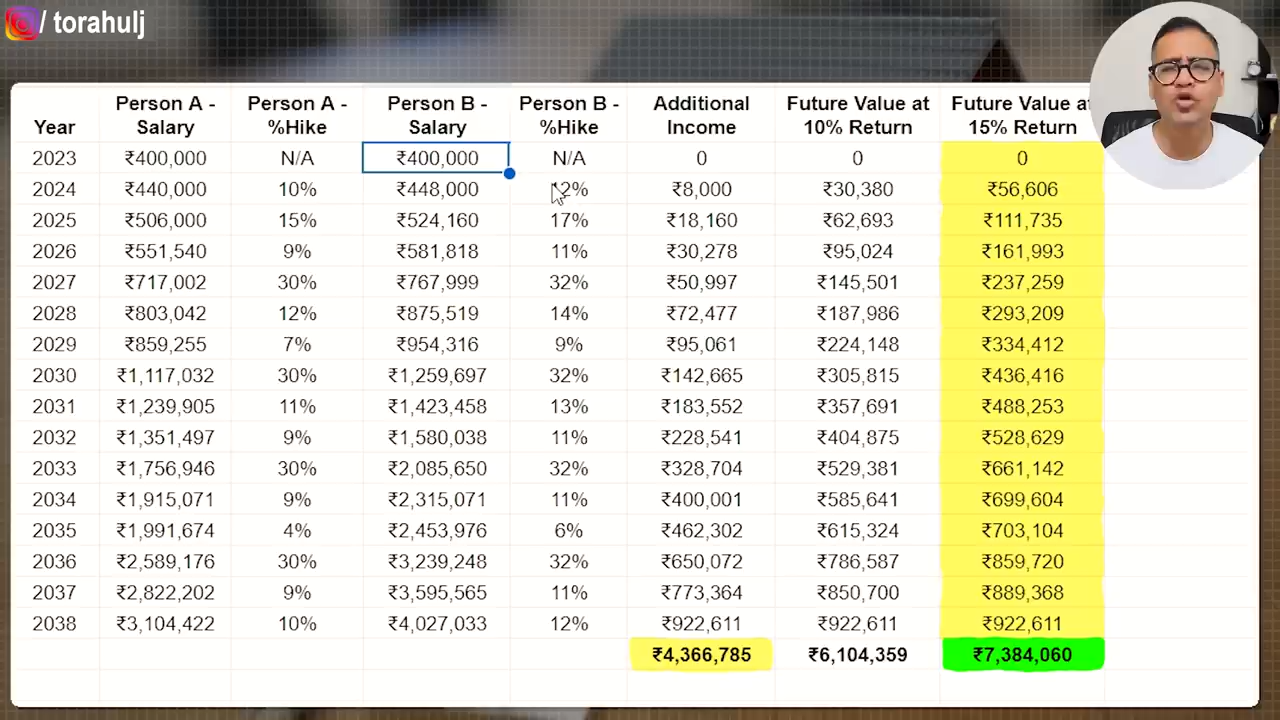 / torahulj
Year Person A - Salary Person A - %Hike Person B - Salary Person B - %Hike Additional Income Future Value at 10% Return Future Value at 15% Return
2023 ₹400,000 N/A ₹400,000 N/A 0 0 0
2024 ₹440,000 10% ₹448,000 12% ₹8,000 ₹30,380 ₹56,606
2025 ₹506,000 15% ₹524,160 17% ₹18,160 ₹62,693 ₹111,735
2026 ₹551,540 9% ₹581,818 11% ₹30,278 ₹95,024 ₹161,993
2027 ₹717,002 30% ₹767,999 32% ₹50,997 ₹145,501 ₹237,259
2028 ₹803,042 12% ₹875,519 14% ₹72,477 ₹187,986 ₹293,209
2029 ₹859,255 7% ₹954,316 9% ₹95,061 ₹224,148 ₹334,412
2030 ₹1,117,032 30% ₹1,259,697 32% ₹142,665 ₹305,815 ₹436,416
2031 ₹1,239,905 11% ₹1,423,458 13% ₹183,552 ₹357,691 ₹488,253
2032 ₹1,351,497 9% ₹1,580,038 11% ₹228,541 ₹404,875 ₹528,629
2033 ₹1,756,946 30% ₹2,085,650 32% ₹328,704 ₹529,381 ₹661,142
2034 ₹1,915,071 9% ₹2,315,071 11% ₹400,001 ₹585,641 ₹699,604
2035 ₹1,991,674 4% ₹2,453,976 6% ₹462,302 ₹615,324 ₹703,104
2036 ₹2,589,176 30% ₹3,239,248 32% ₹650,072 ₹786,587 ₹859,720
2037 ₹2,822,202 9% ₹3,595,565 11% ₹773,364 ₹850,700 ₹889,368
2038 ₹3,104,422 10% ₹4,027,033 12% ₹922,611 ₹922,611 ₹922,611
₹4,366,785 ₹6,104,359 ₹7,384,060